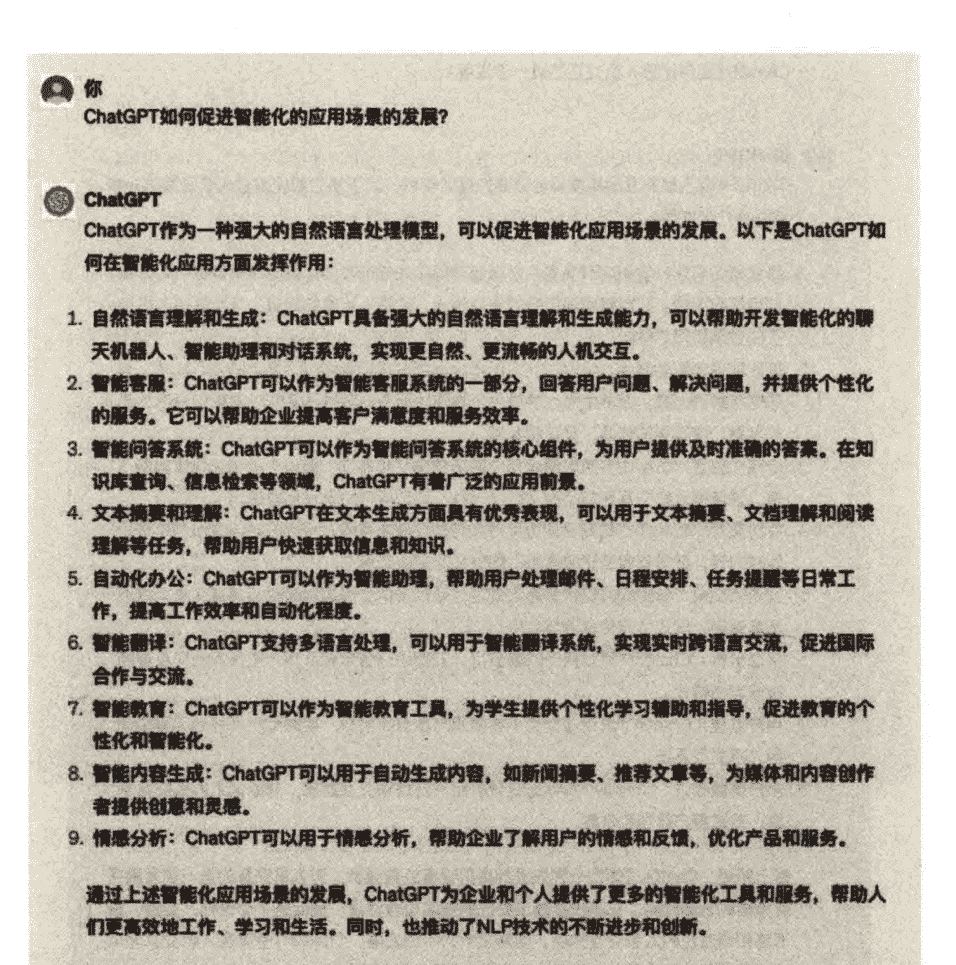 你
ChatGPT如何促进智能化的应用场景的发展?
ChatGPT
ChatGPT作为一种强大的自然语言处理模型，可以促进智能化应用场景的发展。以下是ChatGPT如
何在智能化应用方面发挥作用：
1. 自然语言理解和生成：ChatGPT具备强大的自然语言理解和生成能力，可以帮助开发智能化的聊
天机器人、智能助理和对话系统，实现更自然、更流畅的人机交互。
2. 智能客服：ChatGPT可以作为智能客服系统的一部分，回答用户问题、解决问题，并提供个性化
的服务。它可以帮助企业提高客户满意度和服务效率。
3. 智能问答系统：ChatGPT可以作为智能问答系统的核心组件，为用户提供及时准确的答案。在知
识库查询、信息检索等领域，ChatGPT有着广泛的应用前景。
4. 文本摘要和理解：ChatGPT在文本生成方面具有优秀表现，可以用于文本摘要、文档理解和阅读
理解等任务，帮助用户快速获取信息和知识。
5. 自动化办公：ChatGPT可以作为智能助理，帮助用户处理邮件、日程安排、任务提醒等日常工
作，提高工作效率和自动化程度。
6. 智能翻译：ChatGPT支持多语言处理，可以用于智能翻译系统，实现实时跨语言交流，促进国际
合作与交流。
7. 智能教育：ChatGPT可以作为智能教育工具，为学生提供个性化学习辅助和指导，促进教育的个
性化和智能化。
8. 智能内容生成：ChatGPT可以用于自动生成内容，如新闻摘要、推荐文章等，为媒体和内容创作
者提供创意和灵感。
9. 情感分析：ChatGPT可以用于情感分析，帮助企业了解用户的情感和反馈，优化产品和服务。
通过上述智能化应用场景的发展，ChatGPT为企业和个人提供了更多的智能化工具和服务，帮助人
们更高效地工作、学习和生活。同时，也推动了NLP技术的不断进步和创新。